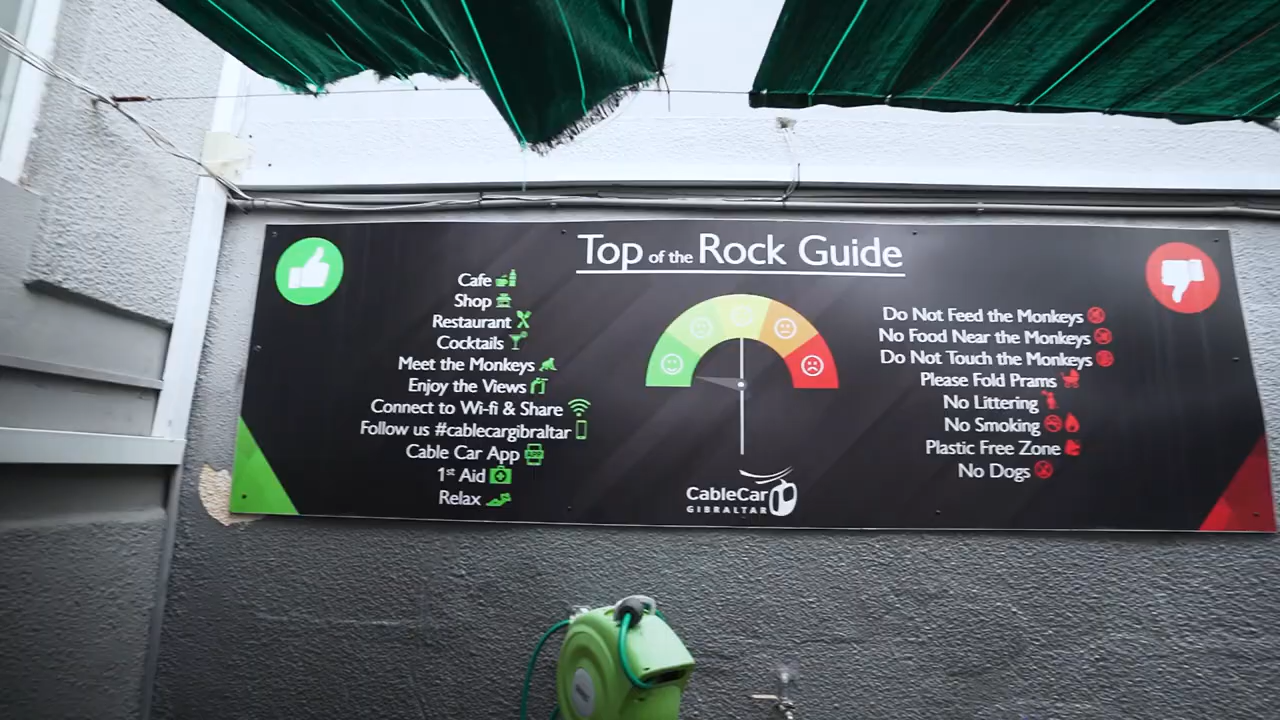 Top of the Rock Guide
Cafe
Shop
Restaurant
Cocktails
Meet the Monkeys
Enjoy the Views
Connect to Wi-fi & Share
Follow us #cablecargibraltar
Cable Car App
APP
1st Aid
Relax
Do Not Feed the Monkeys
No Food Near the Monkeys
Do Not Touch the Monkeys
Please Fold Prams
No Littering
No Smoking
Plastic Free Zone
No Dogs
CableCar
GIBRALTAR